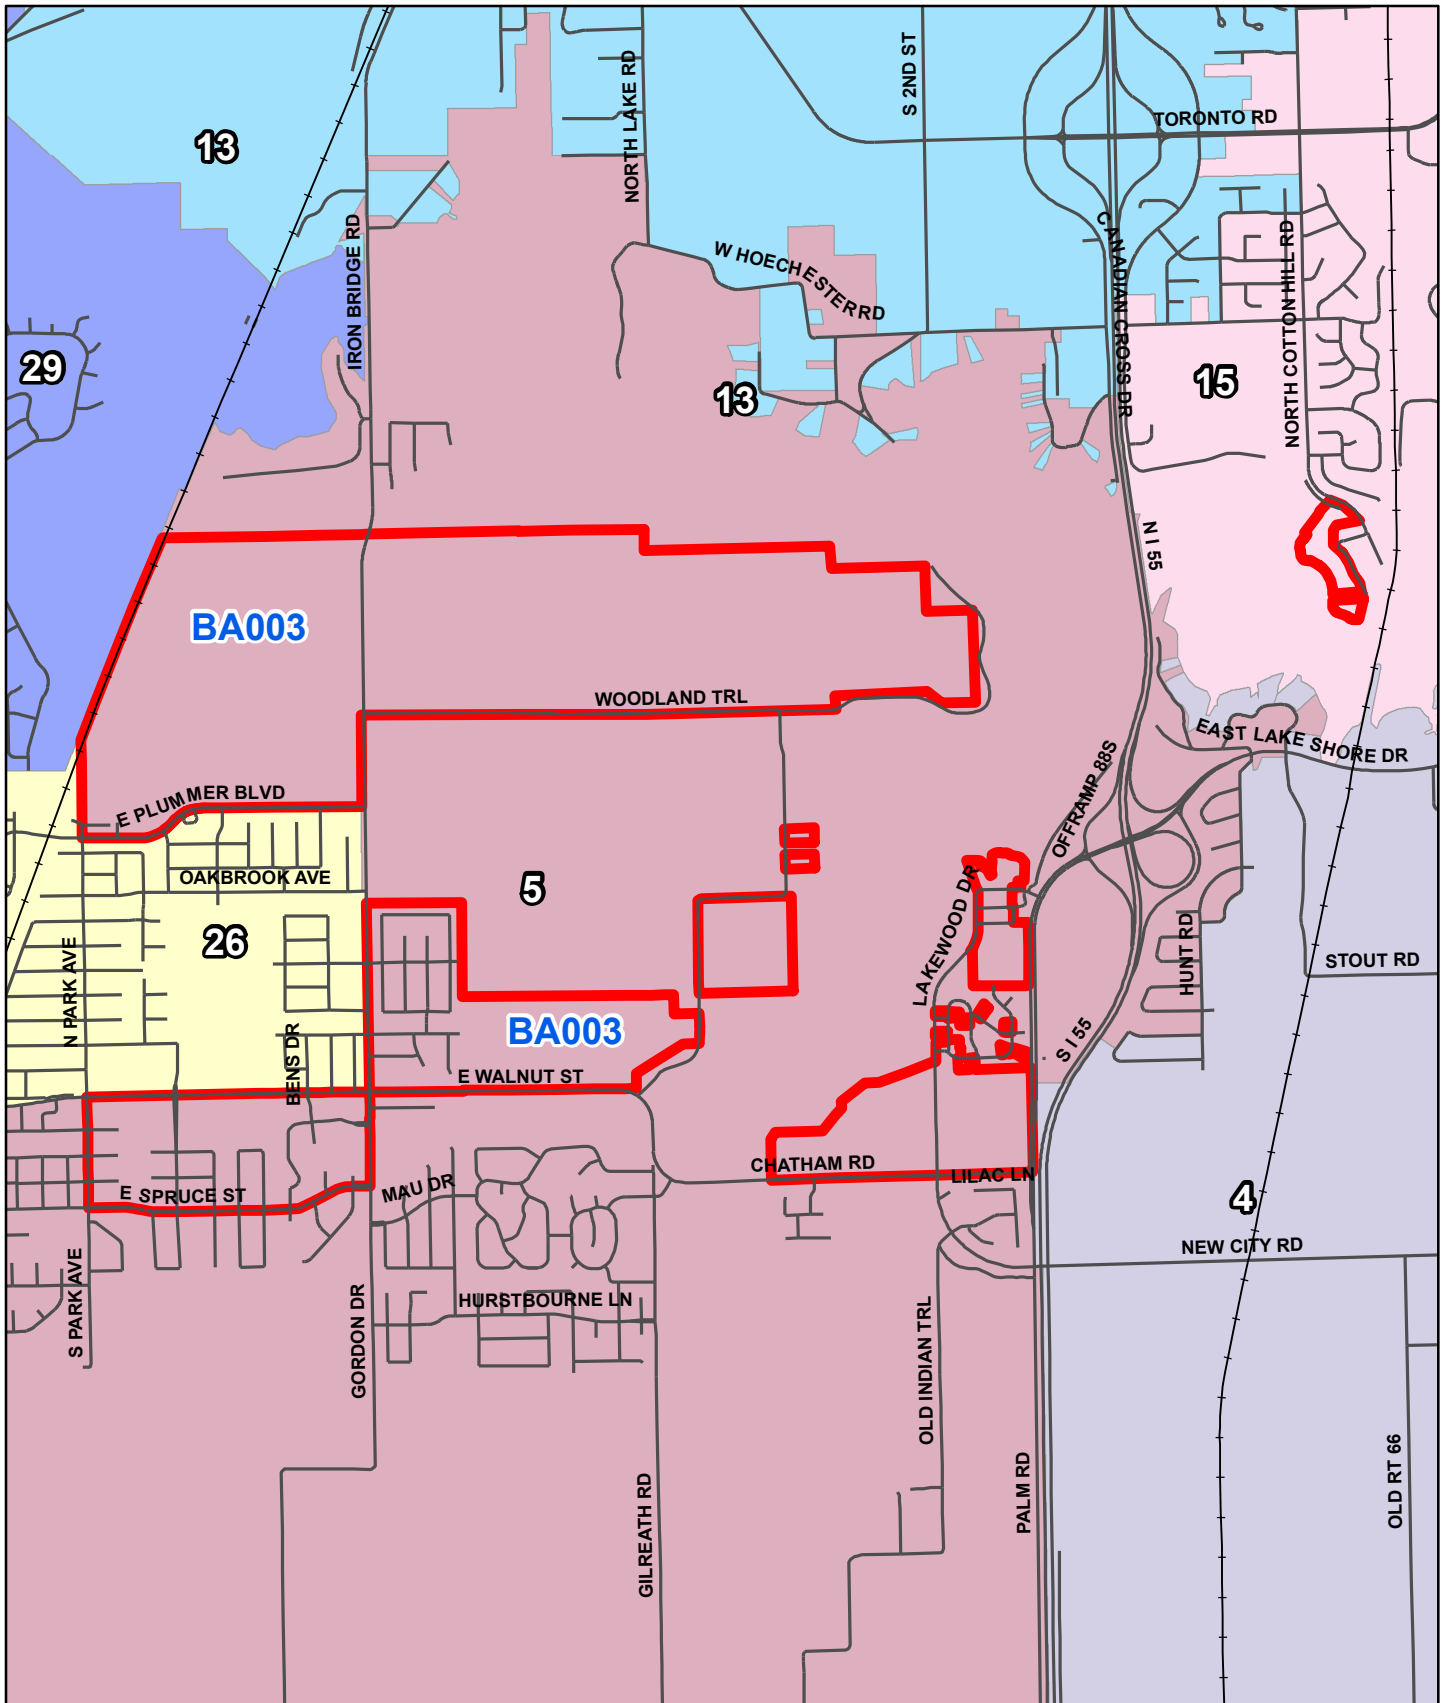 S 2ND ST
NORTH LAKE RD
TORONTO RD
13
IRON BRIDGE RD
W HOECHESTER RD
CANADIAN CROSS DR
NORTH COTTON HILL RD
29
13
15
N I 55
BA003
WOODLAND TRL
EAST LAKE SHORE DR
OFFRAMP 88S
E PLUMMER BLVD
OAKBROOK AVE
5
26
LAKEWOOD DR
HUNT RD
STOUT RD
N PARK AVE
BA003
BENS DR
S I 55
E WALNUT ST
CHATHAM RD
LILAC LN
E SPRUCE ST
MAU DR
4
NEW CITY RD
S PARK AVE
HURSTBOURNE LN
GORDON DR
OLD INDIAN TRL
GILREATH RD
PALM RD
OLD RT 66